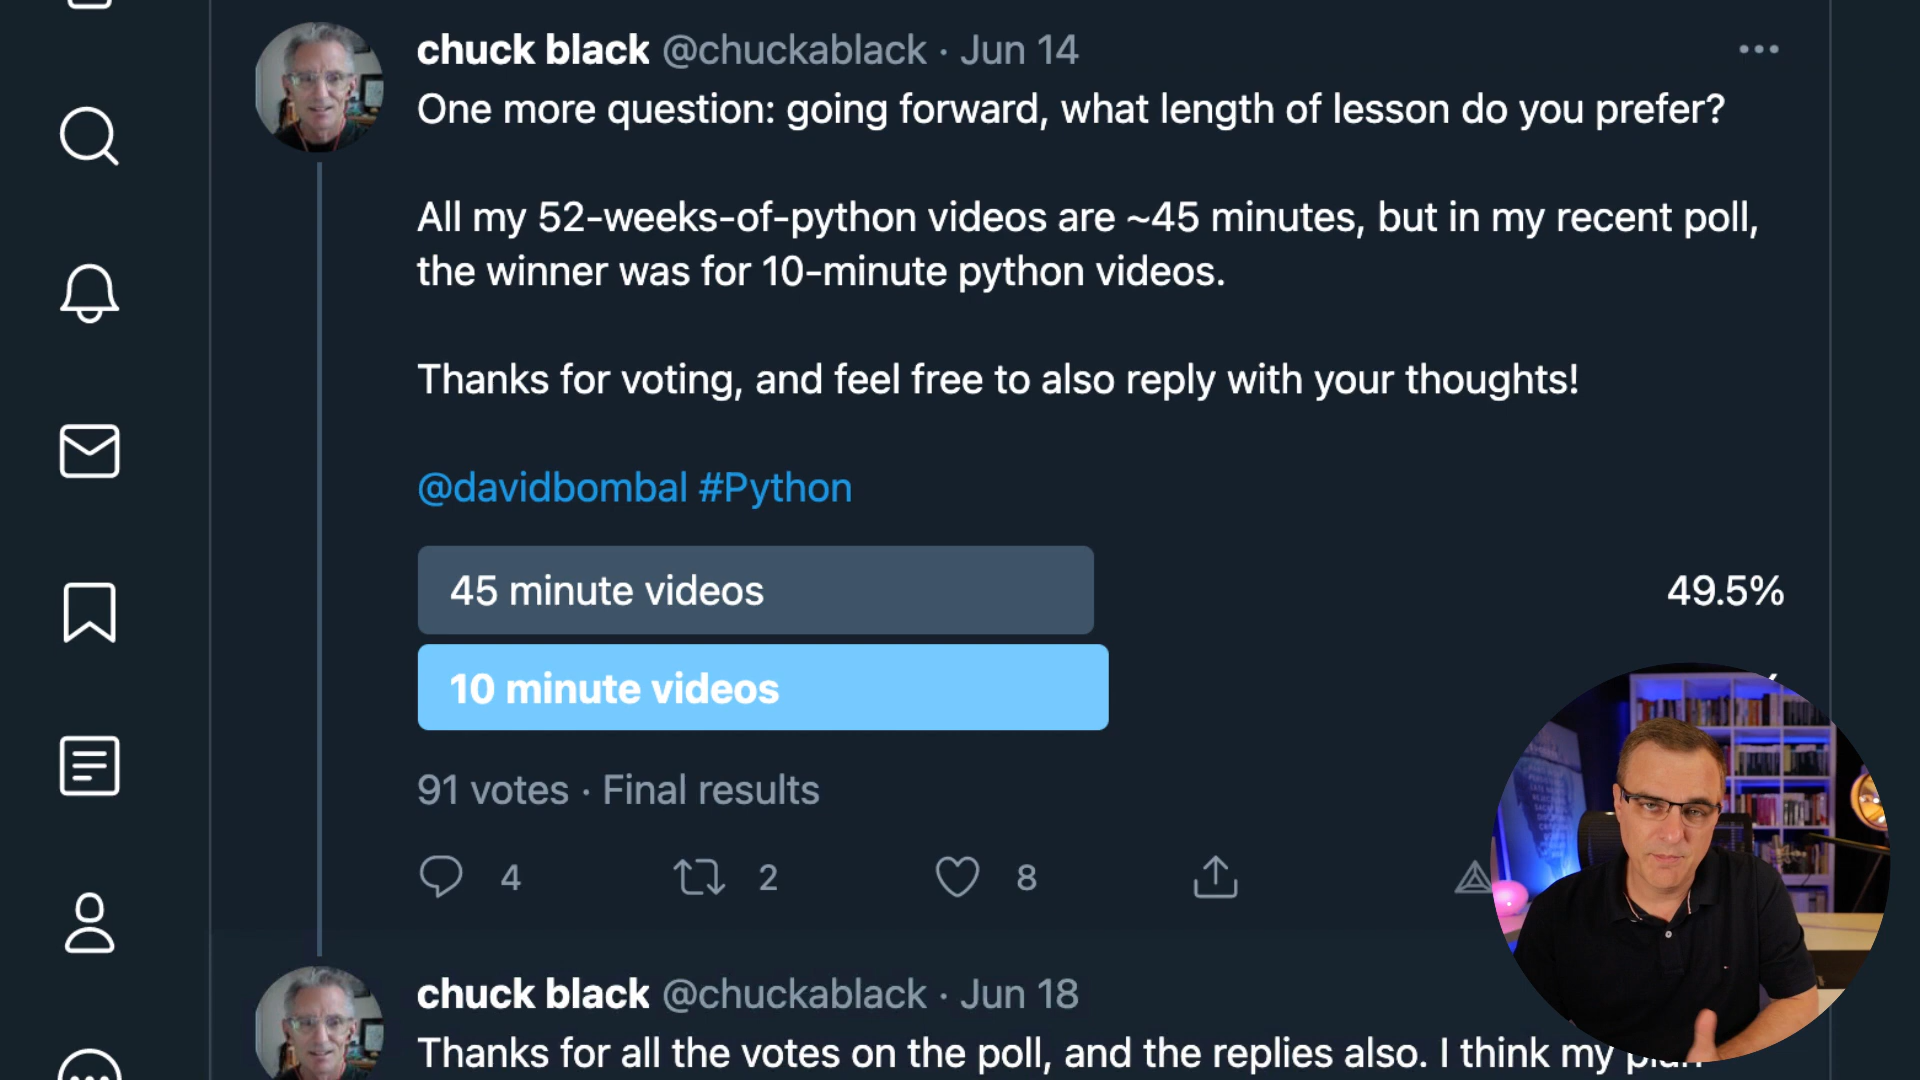 chuck black @chuckablack · Jun 14
One more question: going forward, what length of lesson do you prefer?
All my 52-weeks-of-python videos are ~45 minutes, but in my recent poll,
the winner was for 10-minute python videos.
Thanks for voting, and feel free to also reply with your thoughts!
@davidbombal #Python
45 minute videos 49.5%
10 minute videos
91 votes · Final results
4 2 8
chuck black @chuckablack · Jun 18
Thanks for all the votes on the poll, and the replies also. I think my